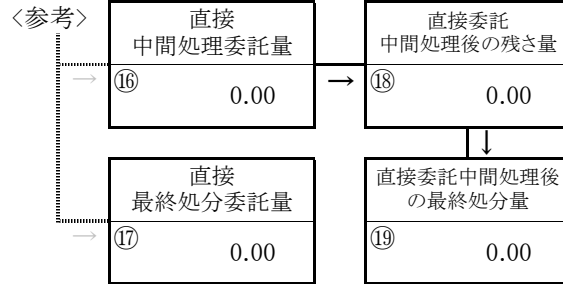 〈参考〉
直接
中間処理委託量
→
⑯
0.00
→
直接委託
中間処理後の残さ量
⑱
0.00
↓
直接
最終処分委託量
→
⑰
0.00
直接委託中間処理後
の最終処分量
⑲
0.00